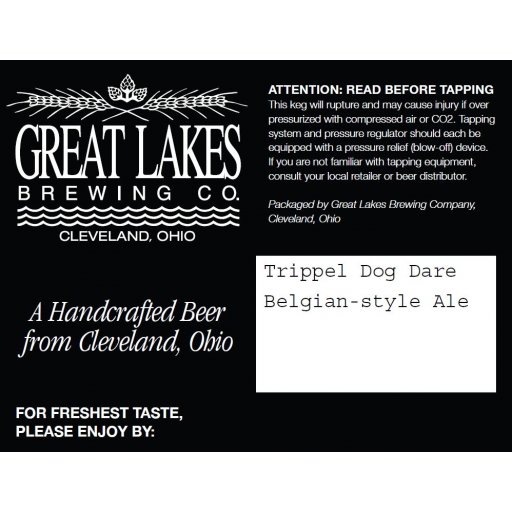 GREAT LAKES
BREWING CO.
CLEVELAND, OHIO
A Handcrafted Beer
from Cleveland, Ohio
FOR FRESHEST TASTE,
PLEASE ENJOY BY:
ATTENTION: READ BEFORE TAPPING
This keg will rupture and may cause injury if over
pressurized with compressed air or CO2. Tapping
system and pressure regulator should each be
equipped with a pressure relief (blow-off) device.
If you are not familiar with tapping equipment,
consult your local retailer or beer distributor.
Packaged by Great Lakes Brewing Company,
Cleveland, Ohio
Trippel Dog Dare
Belgian-style Ale